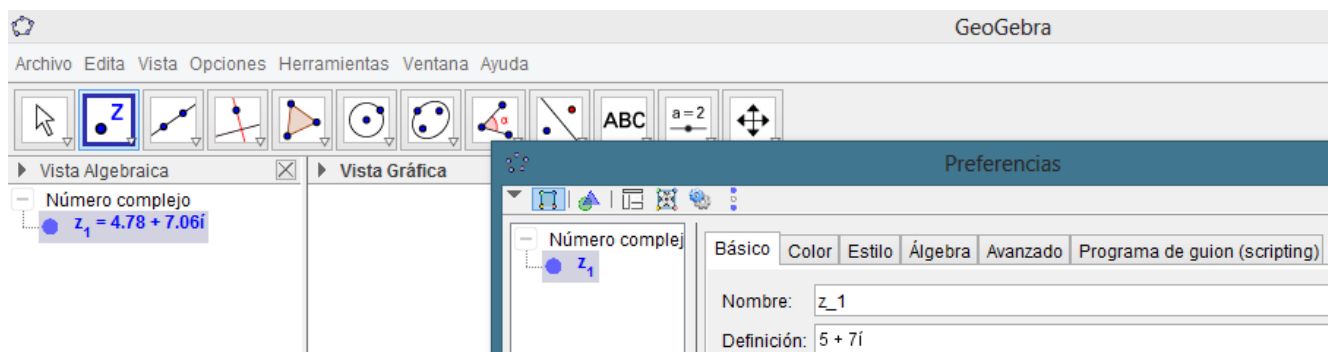 GeoGebra
Archivo Edita Vista Opciones Herramientas Ventana Ayuda
Z
α
ABC
a = 2
Vista Algebraica
Vista Gráfica
Número complejo
z₁ = 4.78 + 7.06í
Preferencias
Número complej
z₁
Básico Color Estilo Álgebra Avanzado Programa de guion (scripting)
Nombre: z_1
Definición: 5 + 7í